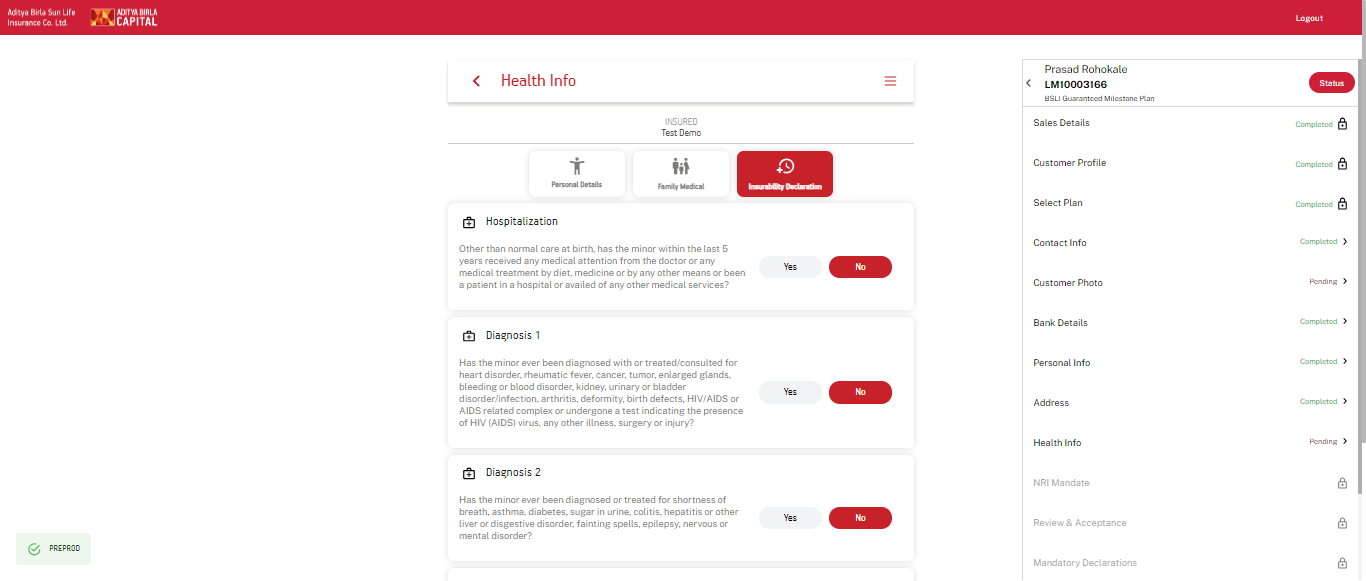 Aditya Birla Sun Life
Insurance Co. Ltd.
ADITYA BIRLA
CAPITAL
Logout
Health Info
INSURED
Test Demo
Personal Details
Family Medical
Insurability Declaration
Hospitalization
Other than normal care at birth, has the minor within the last 5
years received any medical attention from the doctor or any
medical treatment by diet, medicine or by any other means or been
a patient in a hospital or availed of any other medical services?
Yes
No
Diagnosis 1
Has the minor ever been diagnosed with or treated/consulted for
heart disorder, rheumatic fever, cancer, tumor, enlarged glands,
bleeding or blood disorder, kidney, urinary or bladder
disorder/infection, arthritis, deformity, birth defects, HIV/AIDS or
AIDS related complex or undergone a test indicating the presence
of HIV (AIDS) virus, any other illness, surgery or injury?
Yes
No
Diagnosis 2
Has the minor ever been diagnosed or treated for shortness of
breath, asthma, diabetes, sugar in urine, colitis, hepatitis or other
liver or disgestive disorder, fainting spells, epilepsy, nervous or
mental disorder?
Yes
No
Prasad Rohokale
LM10003166
BSLI Guaranteed Milestone Plan
Status
Sales Details
Completed
Customer Profile
Completed
Select Plan
Completed
Contact Info
Completed
Customer Photo
Pending
Bank Details
Completed
Personal Info
Completed
Address
Completed
Health Info
Pending
NRI Mandate
Review & Acceptance
Mandatory Declarations
PREPROD